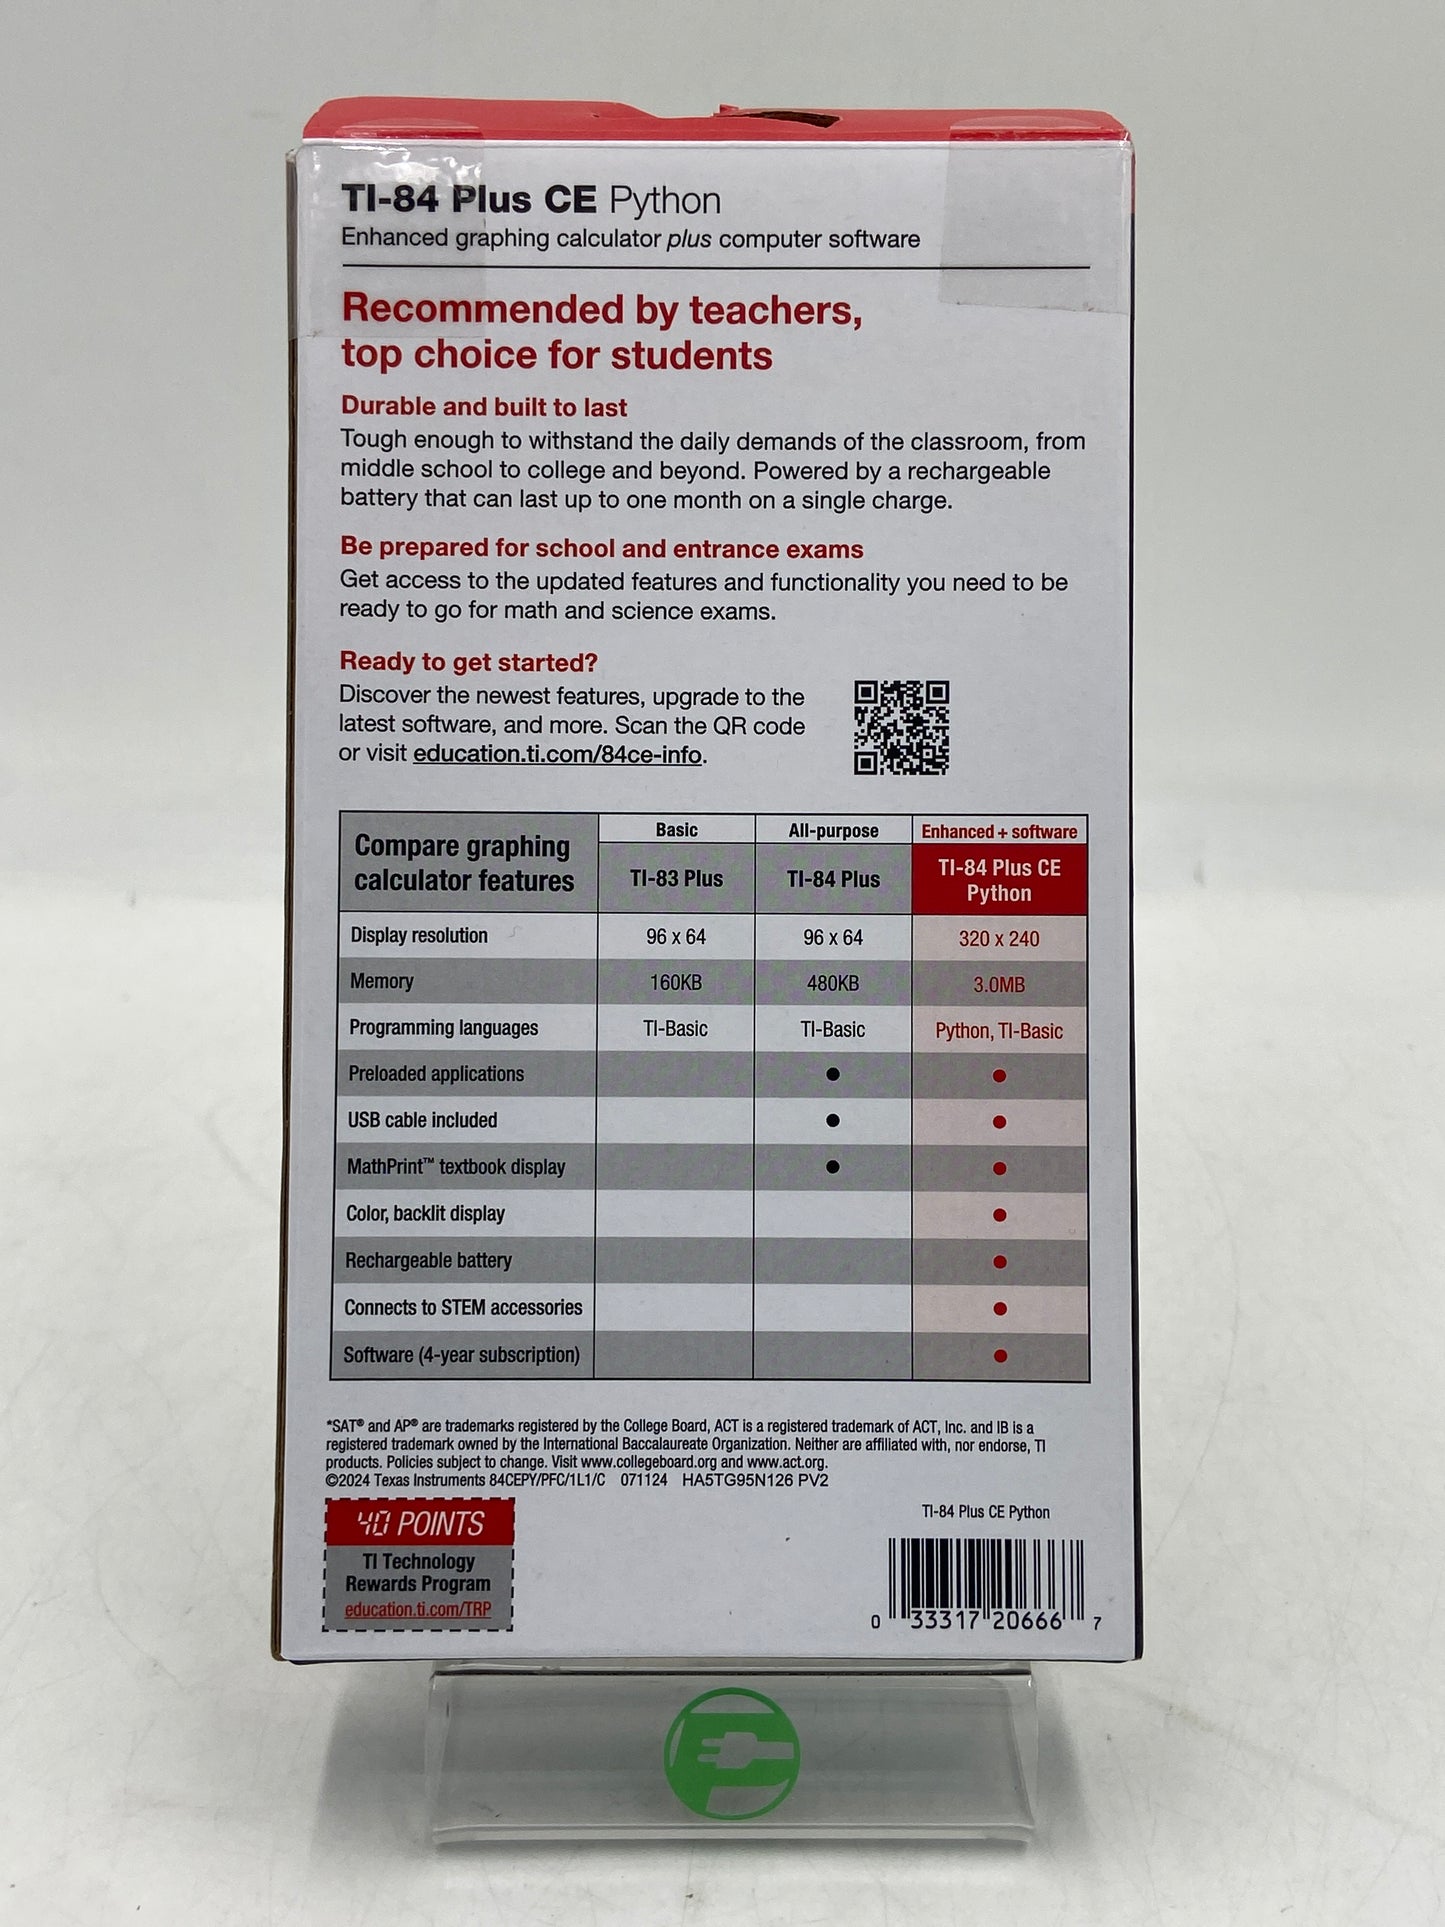 TI-84 Plus CE Python
Enhanced graphing calculator plus computer software
Recommended by teachers,
top choice for students
Durable and built to last
Tough enough to withstand the daily demands of the classroom, from
middle school to college and beyond. Powered by a rechargeable
battery that can last up to one month on a single charge.
Be prepared for school and entrance exams
Get access to the updated features and functionality you need to be
ready to go for math and science exams.
Ready to get started?
Discover the newest features, upgrade to the
latest software, and more. Scan the QR code
or visit education.ti.com/84ce-info.
Compare graphing
calculator features
Basic
All-purpose
Enhanced + software
TI-83 Plus
TI-84 Plus
TI-84 Plus CE
Python
Display resolution 96 x 64 96 x 64 320 x 240
Memory 160KB 480KB 3.0MB
Programming languages TI-Basic TI-Basic Python, TI-Basic
Preloaded applications ● ●
USB cable included ● ●
MathPrint™ textbook display ● ●
Color, backlit display ●
Rechargeable battery ●
Connects to STEM accessories ●
Software (4-year subscription) ●
*SAT® and AP® are trademarks registered by the College Board, ACT is a registered trademark of ACT, Inc. and IB is a
registered trademark owned by the International Baccalaureate Organization. Neither are affiliated with, nor endorse, TI
products. Policies subject to change. Visit www.collegeboard.org and www.act.org.
©2024 Texas Instruments 84CEPY/PFC/1L1/C 071124 HA5TG95N126 PV2
40 POINTS
TI Technology
Rewards Program
education.ti.com/TRP
TI-84 Plus CE Python
0 33317 20666 7